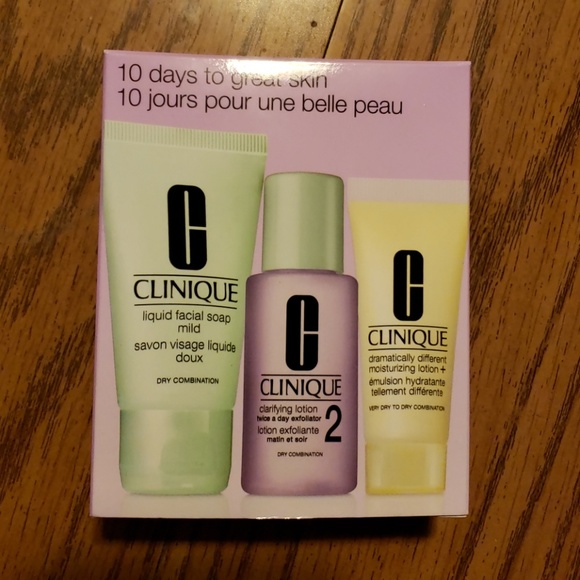 10 days to great skin
10 jours pour une belle peau
C
CLINIQUE
liquid facial soap
mild
savon visage liquide
doux
DRY COMBINATION
C
CLINIQUE
clarifying lotion
twice a day exfoliator
2
lotion exfoliante
matin et soir
DRY COMBINATION
C
CLINIQUE
dramatically different
moisturizing lotion +
émulsion hydratante
tellement différente
VERY DRY TO DRY COMBINATION